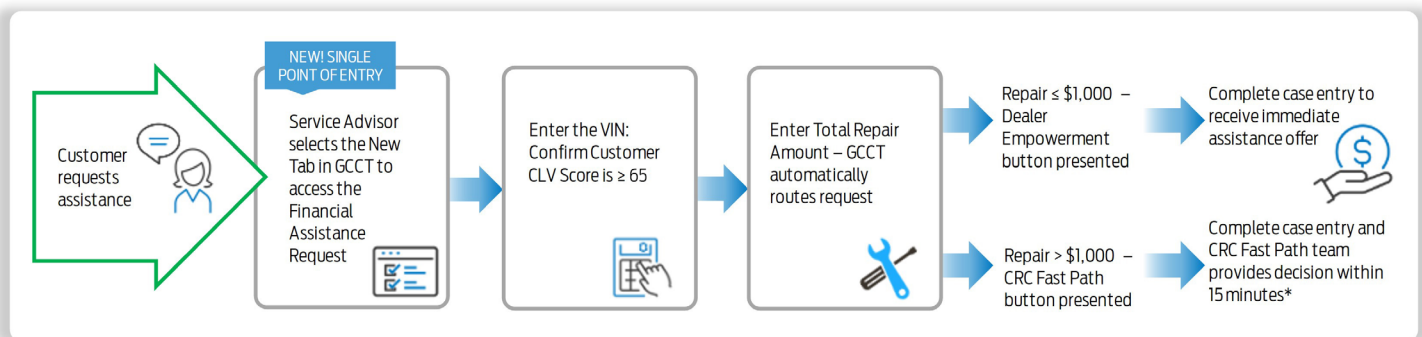 Customer
requests
assistance
NEW! SINGLE
POINT OF ENTRY
Service Advisor
selects the New
Tab in GCCT to
access the
Financial
Assistance
Request
Enter the VIN:
Confirm Customer
CLV Score is ≥ 65
Enter Total Repair
Amount – GCCT
automatically
routes request
Repair ≤ $1,000 –
Dealer
Empowerment
button presented
Complete case entry to
receive immediate
assistance offer
$
Repair > $1,000 –
CRC Fast Path
button presented
Complete case entry and
CRC Fast Path team
provides decision within
15 minutes*